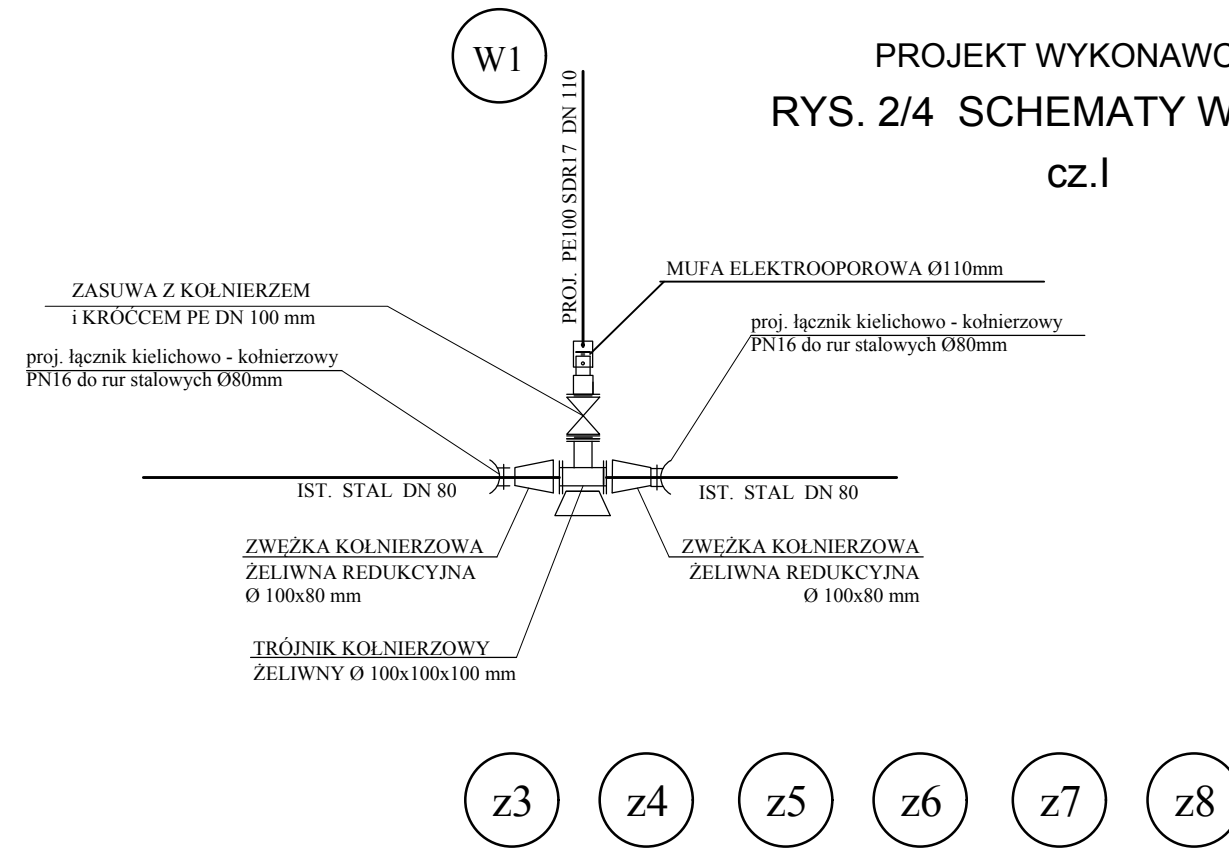 W1
PROJEKT WYKONAWC
RYS. 2/4 SCHEMATY W
cz.I
PROJ. PE100 SDR17 DN 110
ZASUWA Z KOŁNIERZEM
i KRÓĆCEM PE DN 100 mm
MUFA ELEKTROOPOROWA Ø110mm
proj. łącznik kielichowo - kołnierzowy
PN16 do rur stalowych Ø80mm
proj. łącznik kielichowo - kołnierzowy
PN16 do rur stalowych Ø80mm
IST. STAL DN 80
IST. STAL DN 80
ZWĘŻKA KOŁNIERZOWA
ŻELIWNA REDUKCYJNA
Ø 100x80 mm
ZWĘŻKA KOŁNIERZOWA
ŻELIWNA REDUKCYJNA
Ø 100x80 mm
TRÓJNIK KOŁNIERZOWY
ŻELIWNY Ø 100x100x100 mm
z3 z4 z5 z6 z7 z8